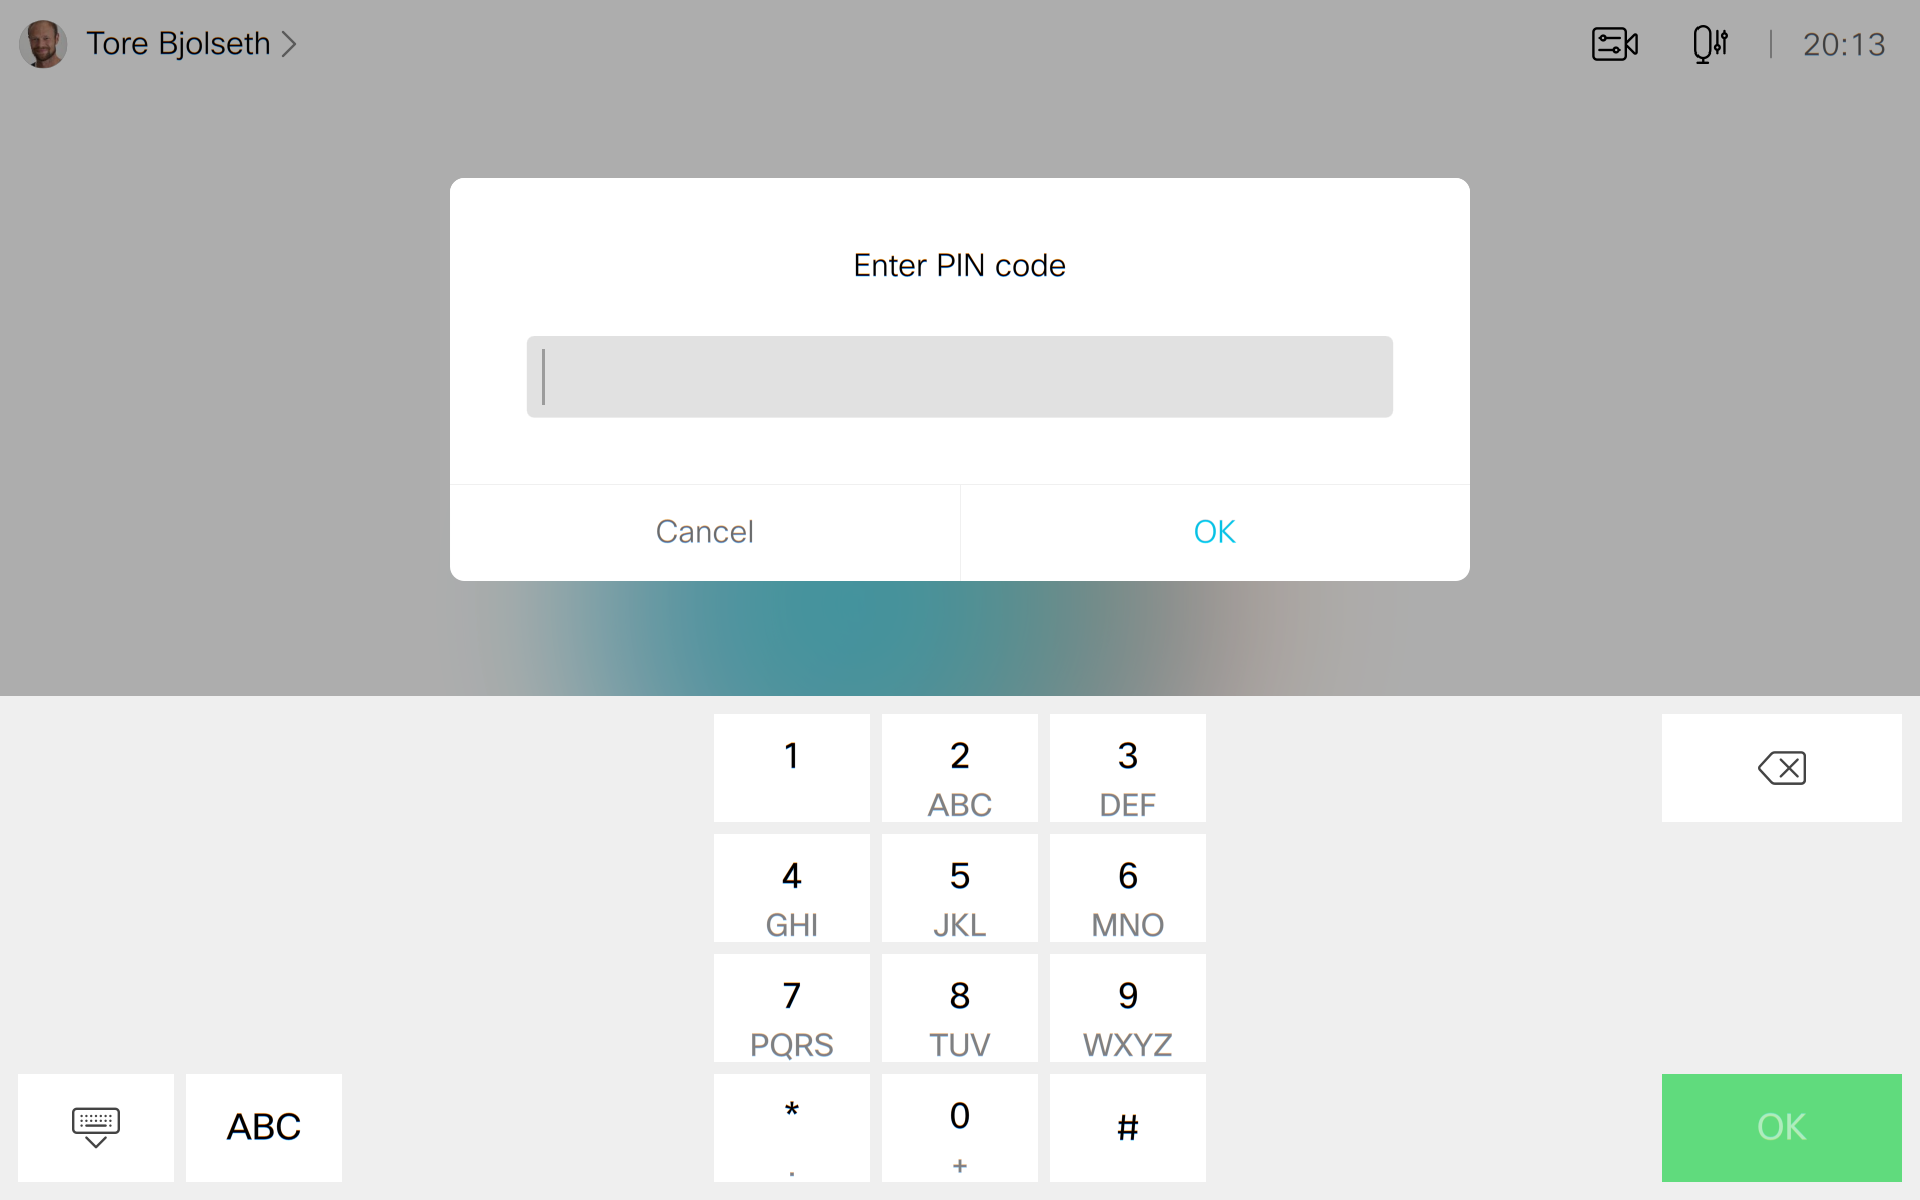 Tore Bjolseth
20:13
Enter PIN code
Cancel
OK
1
2
3
ABC
DEF
4
5
6
GHI
JKL
MNO
7
8
9
PQRS
TUV
WXYZ
ABC
*
0
#
.
+
OK